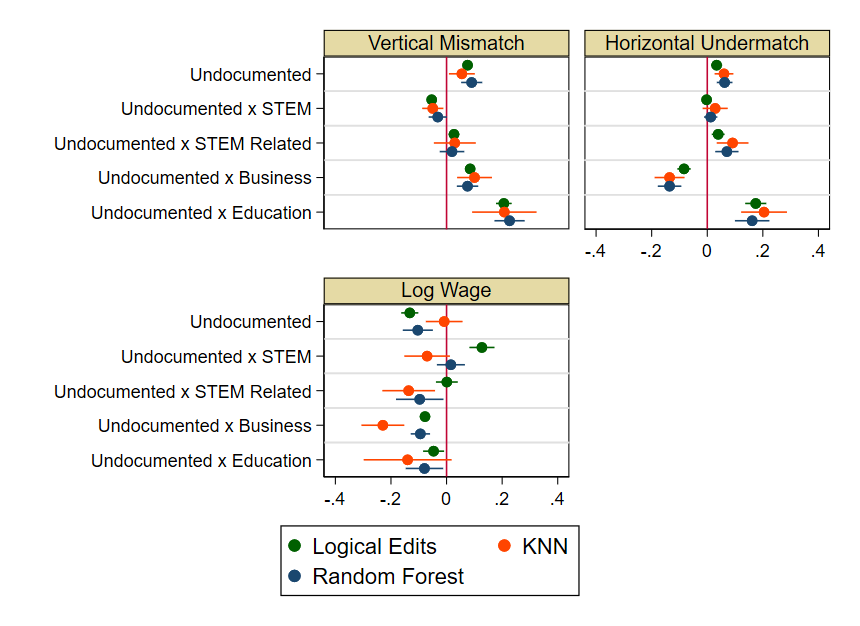 Vertical Mismatch
Horizontal Undermatch
Undocumented
Undocumented x STEM
Undocumented x STEM Related
Undocumented x Business
Undocumented x Education
-.4 -.2 0 .2 .4
Log Wage
Undocumented
Undocumented x STEM
Undocumented x STEM Related
Undocumented x Business
Undocumented x Education
-.4 -.2 0 .2 .4
Logical Edits KNN
Random Forest